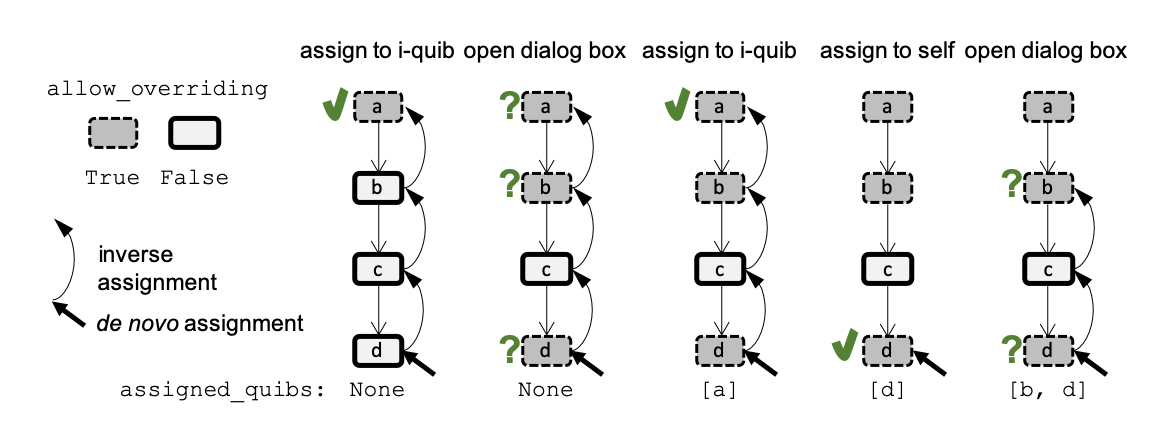 assign to i-quib open dialog box assign to i-quib assign to self open dialog box
allow_overriding
True False
inverse
assignment
de novo assignment
? ?
? ?
? ?
a a a a a
b b b b b
c c c c c
d d d d d
assigned_quibs: None None [a] [d] [b, d]